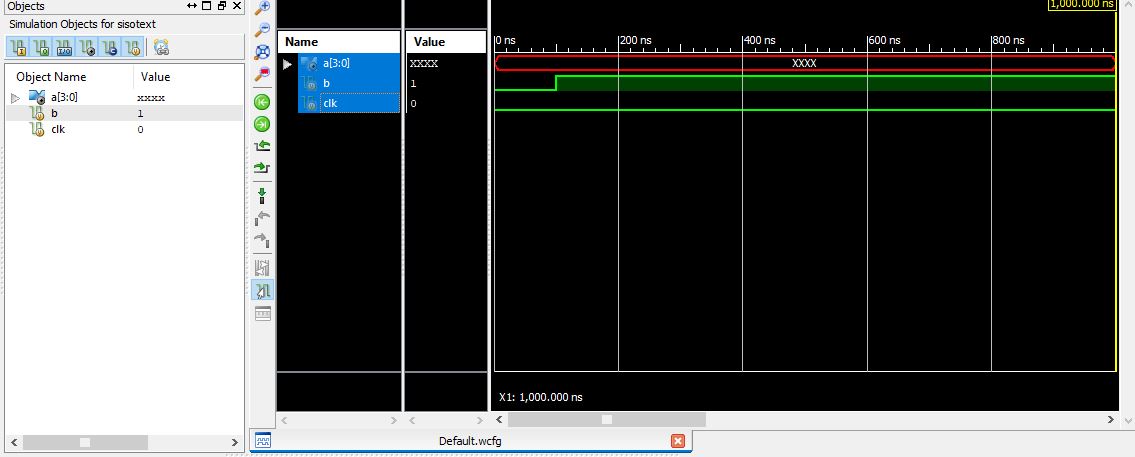 Objects
Simulation Objects for sisotext
Object Name Value
a[3:0] xxxx
b 1
clk 0
Name Value
a[3:0] XXXX
b 1
clk 0
1,000.000 ns
0 ns 200 ns 400 ns 600 ns 800 ns
XXXX
X1: 1,000.000 ns
Default.wcfg